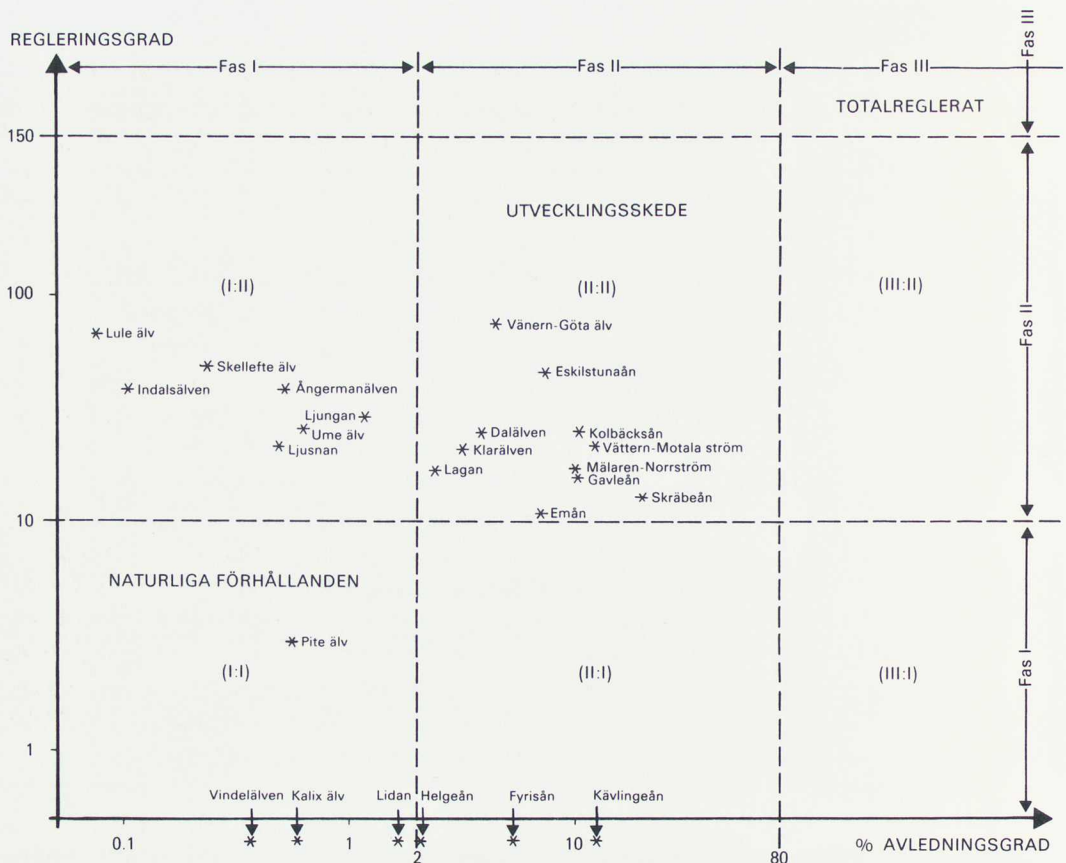 REGLERINGSGRAD
Fas I
Fas II
Fas III
Fas III
TOTALREGLERAT
150
UTVECKLINGSSKEDE
(I:II)
(II:II)
(III:II)
100
Fas II
Lule älv
Vänern-Göta älv
Skellefte älv
Eskilstunaån
Indalsälven
Ångermanälven
Ljungan
Ume älv
Ljusnan
Dalälven
Kolbäcksån
Klarälven
Vättern-Motala ström
Lagan
Mälaren-Norrström
Gavleån
Skräbeån
Emån
10
NATURLIGA FÖRHÅLLANDEN
Pite älv
(I:I)
(II:I)
(III:I)
Fas I
1
Vindelälven
Kalix älv
Lidan
Helgeån
Fyrisån
Kävlingeån
0.1
1
2
10
80
% AVLEDNINGSGRAD